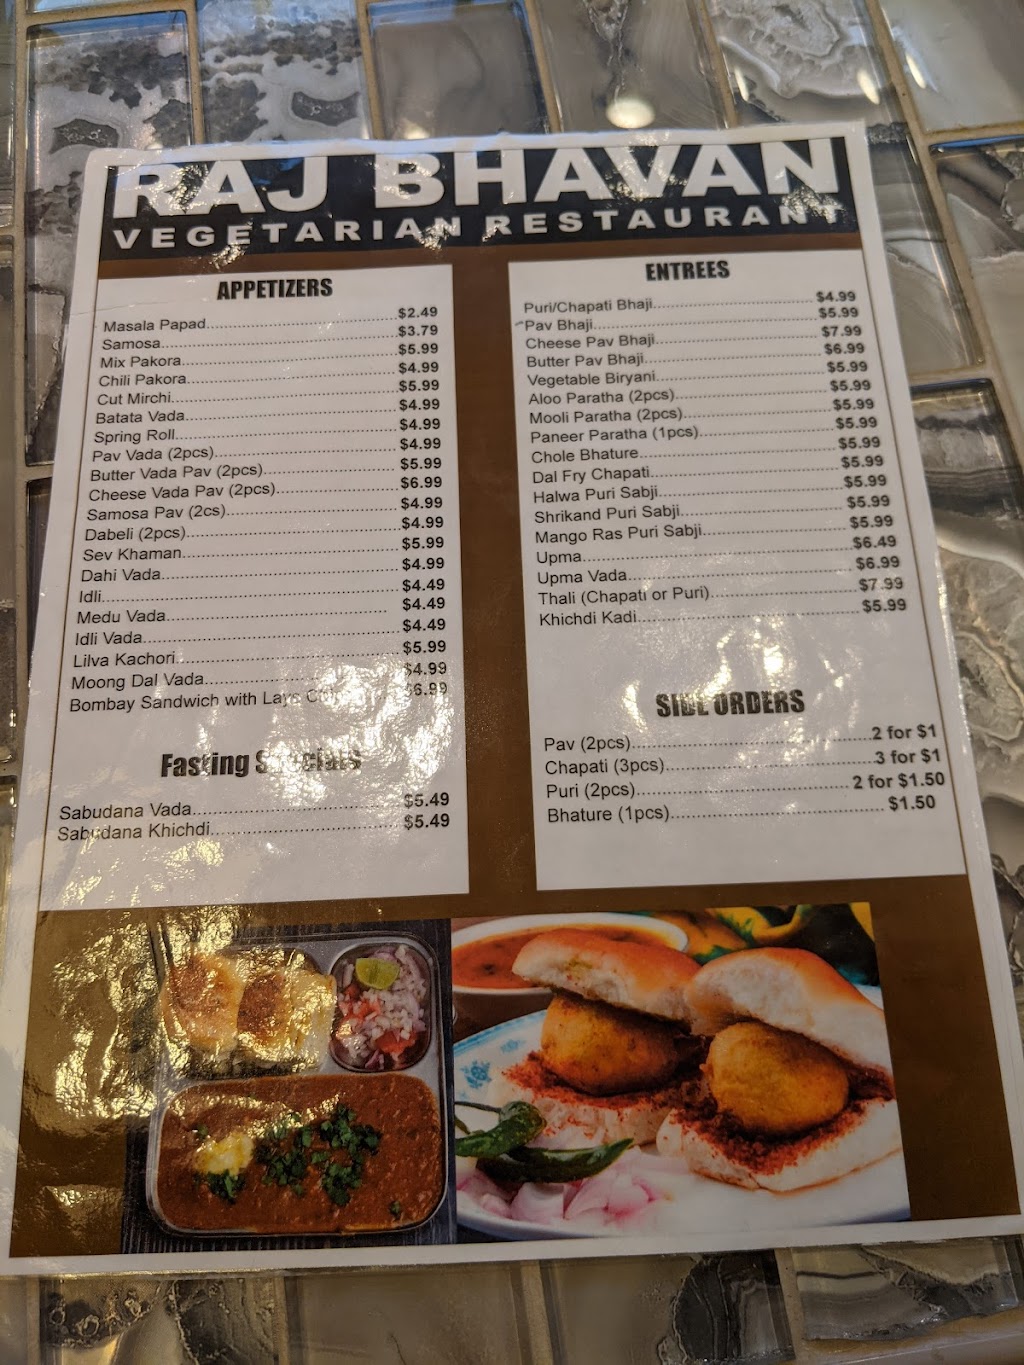 RAJ BHAVAN
VEGETARIAN RESTAURANT
APPETIZERS
Masala Papad $2.49
Samosa $3.79
Mix Pakora $5.99
Chili Pakora $4.99
Cut Mirchi $5.99
Batata Vada $4.99
Spring Roll $4.99
Pav Vada (2pcs) $4.99
Butter Vada Pav (2pcs) $5.99
Cheese Vada Pav (2pcs) $6.99
Samosa Pav (2cs) $4.99
Dabeli (2pcs) $4.99
Sev Khaman $5.99
Dahi Vada $4.99
Idli $4.49
Medu Vada $4.49
Idli Vada $4.49
Lilva Kachori $5.99
Moong Dal Vada $4.99
Bombay Sandwich with Lays $6.99
Fasting Specials
Sabudana Vada $5.49
Sabudana Khichdi $5.49
ENTREES
Puri/Chapati Bhaji $4.99
Pav Bhaji $5.99
Cheese Pav Bhaji $7.99
Butter Pav Bhaji $6.99
Vegetable Biryani $5.99
Aloo Paratha (2pcs) $5.99
Mooli Paratha (2pcs) $5.99
Paneer Paratha (1pcs) $5.99
Chole Bhature $5.99
Dal Fry Chapati $5.99
Halwa Puri Sabji $5.99
Shrikand Puri Sabji $5.99
Mango Ras Puri Sabji $5.99
Upma $6.49
Upma Vada $6.99
Thali (Chapati or Puri) $7.99
Khichdi Kadi $5.99
SIDE ORDERS
Pav (2pcs) 2 for $1
Chapati (3pcs) 3 for $1
Puri (2pcs) 2 for $1.50
Bhature (1pcs) $1.50